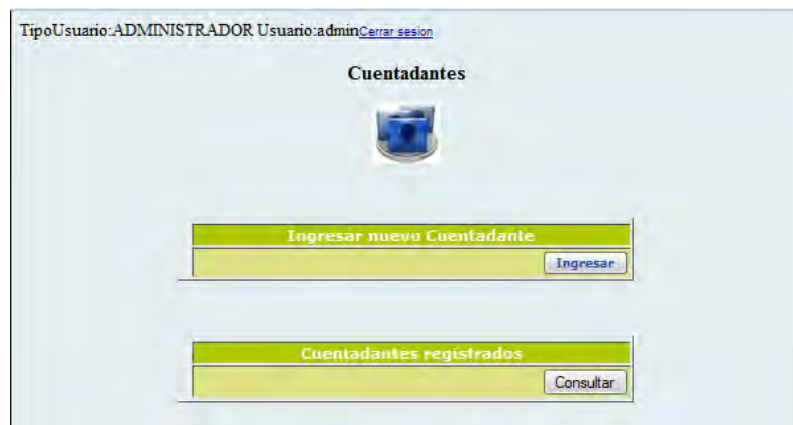 TipoUsuario:ADMINISTRADOR Usuario:adminCerrar sesion
Cuentadantes
Ingresar nuevo Cuentadante
Ingresar
Cuentadantes registrados
Consultar